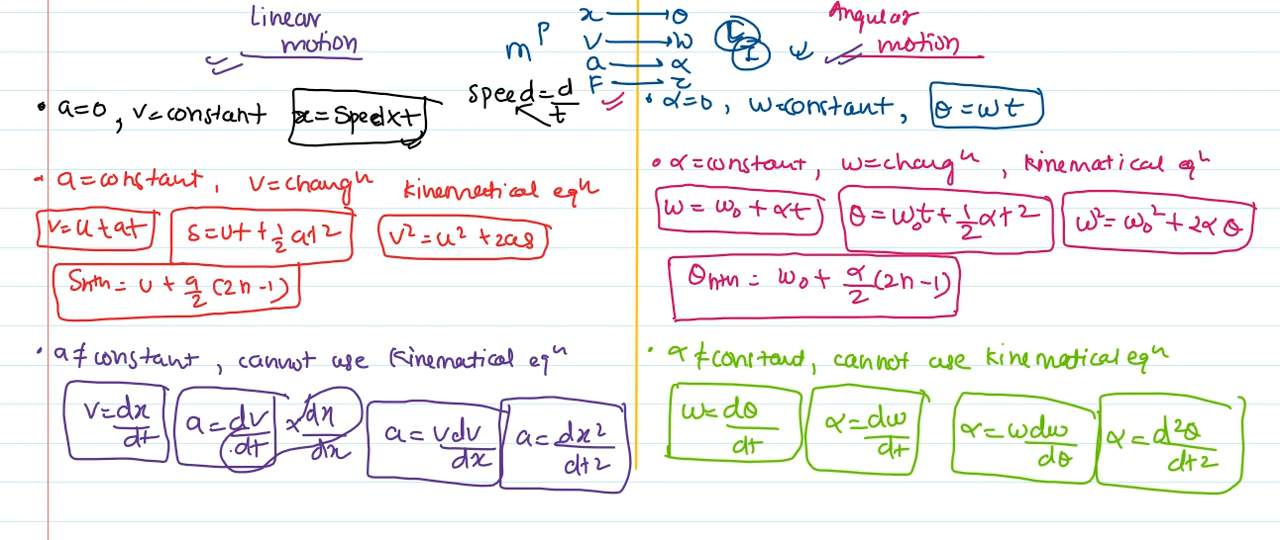 Linear motion
m P
x → θ
v → ω
a → α
F → τ
L I ω
Angular motion
speed = d/t
• a=0, v=constant x = Speed×t
• α=0, ω=constant, θ = ωt
• a=constant, v=changⁿ kinemetical eqⁿ
v=u+at s=ut+½at2 v²=u²+2as
Snth = u + a/2 (2n-1)
• α=constant, ω=changⁿ, kinematical eqⁿ
ω = ω₀ + αt θ=ω₀t+½αt2 ω²=ω₀²+2αθ
θnth = ω₀ + α/2 (2n-1)
• a≠constant, cannot use kinematical eqⁿ
v=dx/dt a=dv/dt × dx/dx a=vdv/dx a=dx2/dt2
• α≠constand, cannot use kinematical eqⁿ
ω=dθ/dt α=dω/dt α=ωdω/dθ α=d²θ/dt2